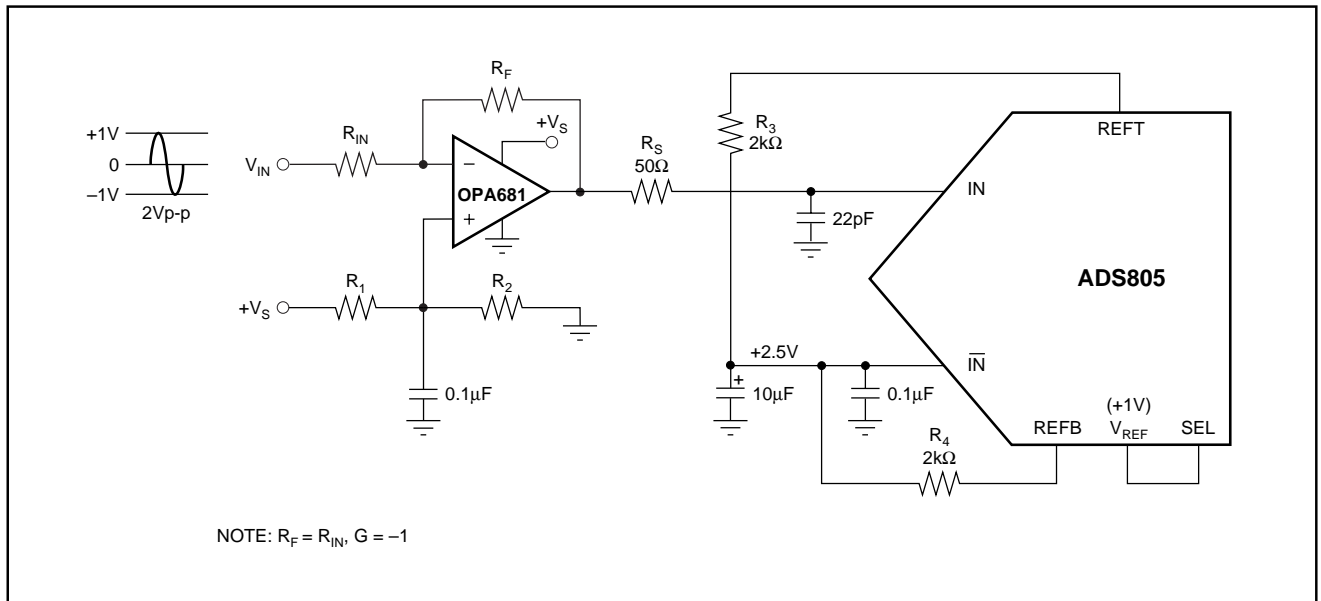 R_F
+V_S
+1V
0
–1V
2Vp-p
V_IN
R_IN
–
OPA681
+
R_S
50Ω
R_3
2kΩ
REFT
IN
22pF
ADS805
+V_S
R_1
R_2
0.1µF
+2.5V
+
10µF
0.1µF
I̅N̅
R_4
2kΩ
REFB
(+1V)
V_REF
SEL
NOTE: R_F = R_IN, G = –1